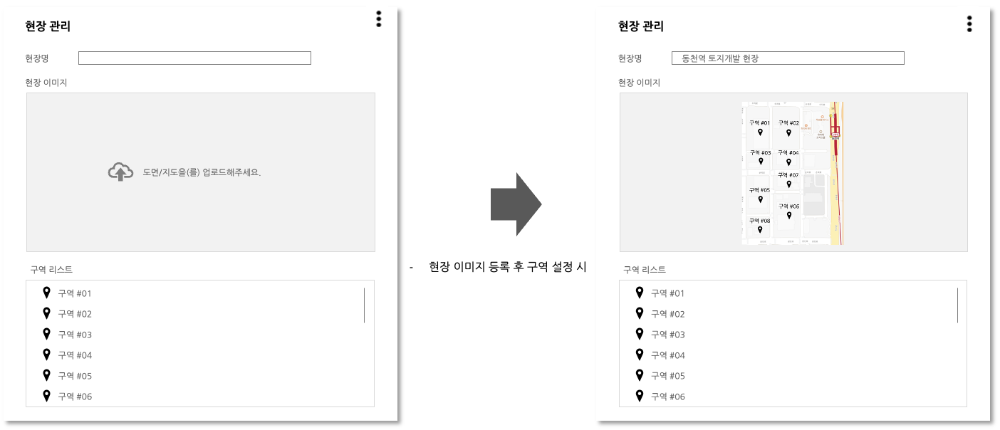 현장 관리
현장명
현장 이미지
도면/지도을(를) 업로드해주세요.
구역 리스트
구역 #01
구역 #02
구역 #03
구역 #04
구역 #05
구역 #06
- 현장 이미지 등록 후 구역 설정 시
현장 관리
현장명 동천역 토지개발 현장
현장 이미지
구역 #01 구역 #02
구역 #03 구역 #04
구역 #07
구역 #05
구역 #06
구역 #08
구역 리스트
구역 #01
구역 #02
구역 #03
구역 #04
구역 #05
구역 #06